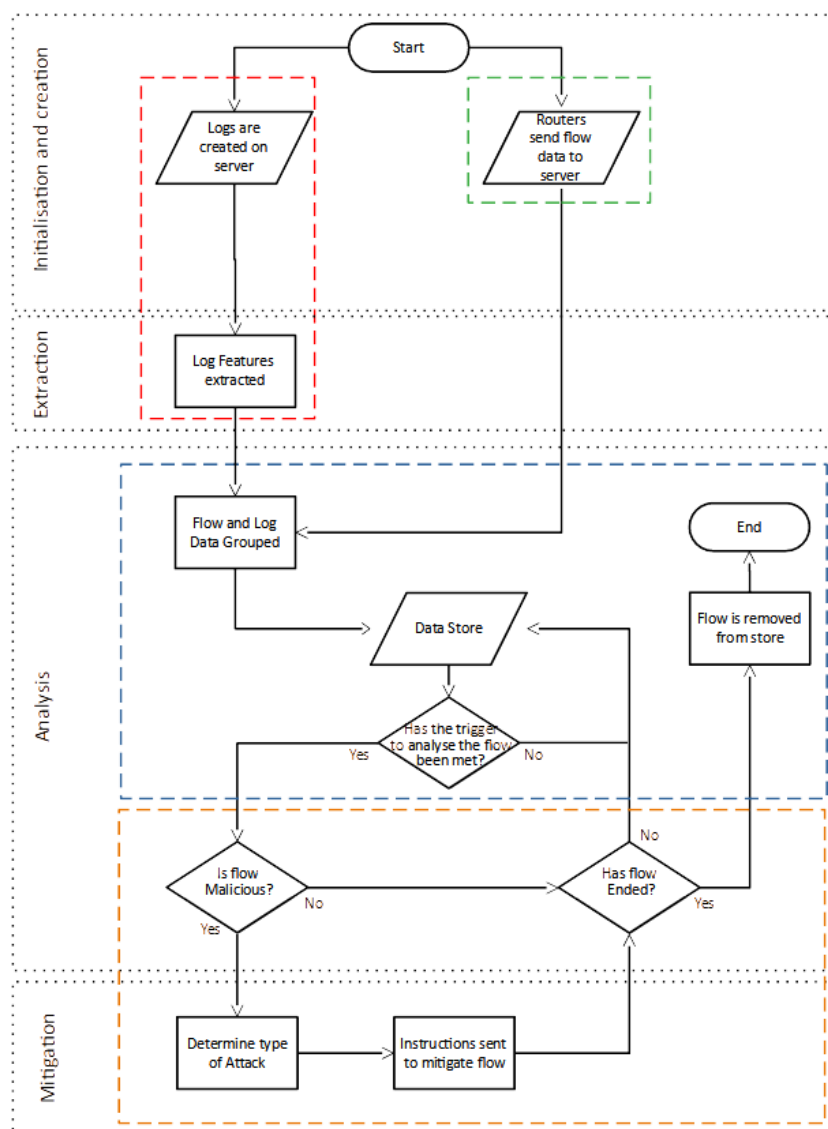 Start
Initialisation and creation
Logs are
created on
server
Routers
send flow
data to
server
Extraction
Log Features
extracted
Analysis
Flow and Log
Data Grouped
End
Data Store
Flow is removed
from store
Has the trigger
to analyse the flow
been met?
Yes
No
Is flow
Malicious?
No
Yes
Has flow
Ended?
No
Yes
Mitigation
Determine type
of Attack
Instructions sent
to mitigate flow